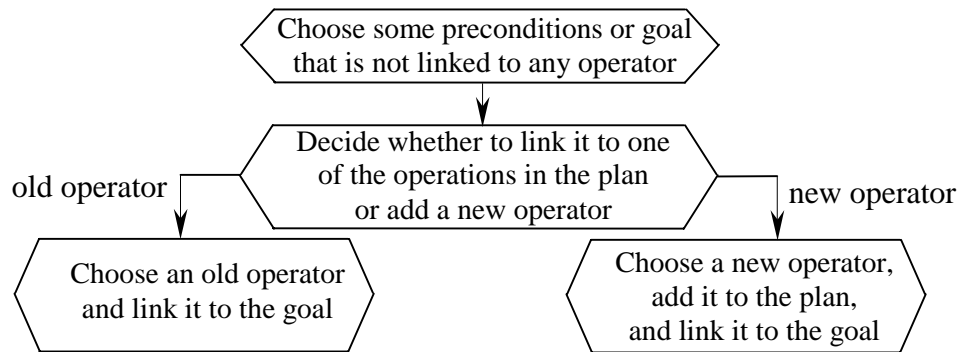 Choose some preconditions or goal
that is not linked to any operator
Decide whether to link it to one
of the operations in the plan
or add a new operator
old operator
new operator
Choose an old operator
and link it to the goal
Choose a new operator,
add it to the plan,
and link it to the goal